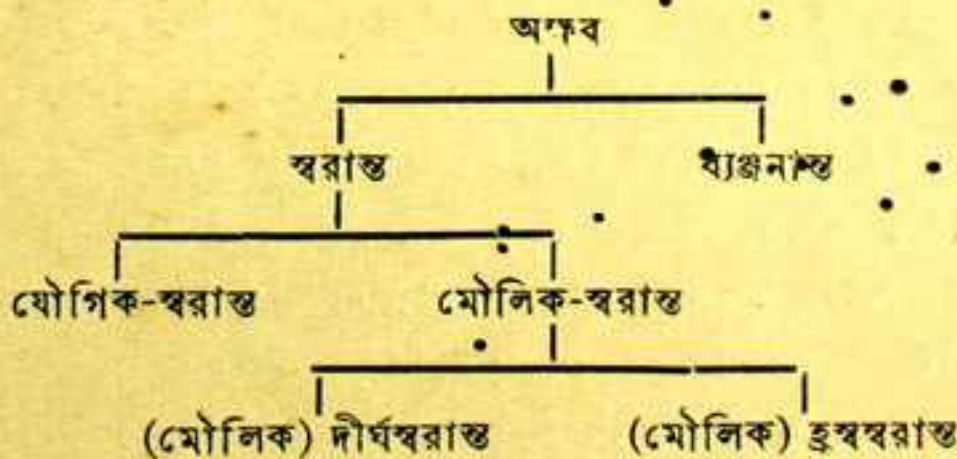 অক্ষর
স্বরান্ত ব্যঞ্জনান্ত
যৌগিক-স্বরান্ত মৌলিক-স্বরান্ত
(মৌলিক) দীর্ঘস্বরান্ত (মৌলিক) হ্রস্বস্বরান্ত